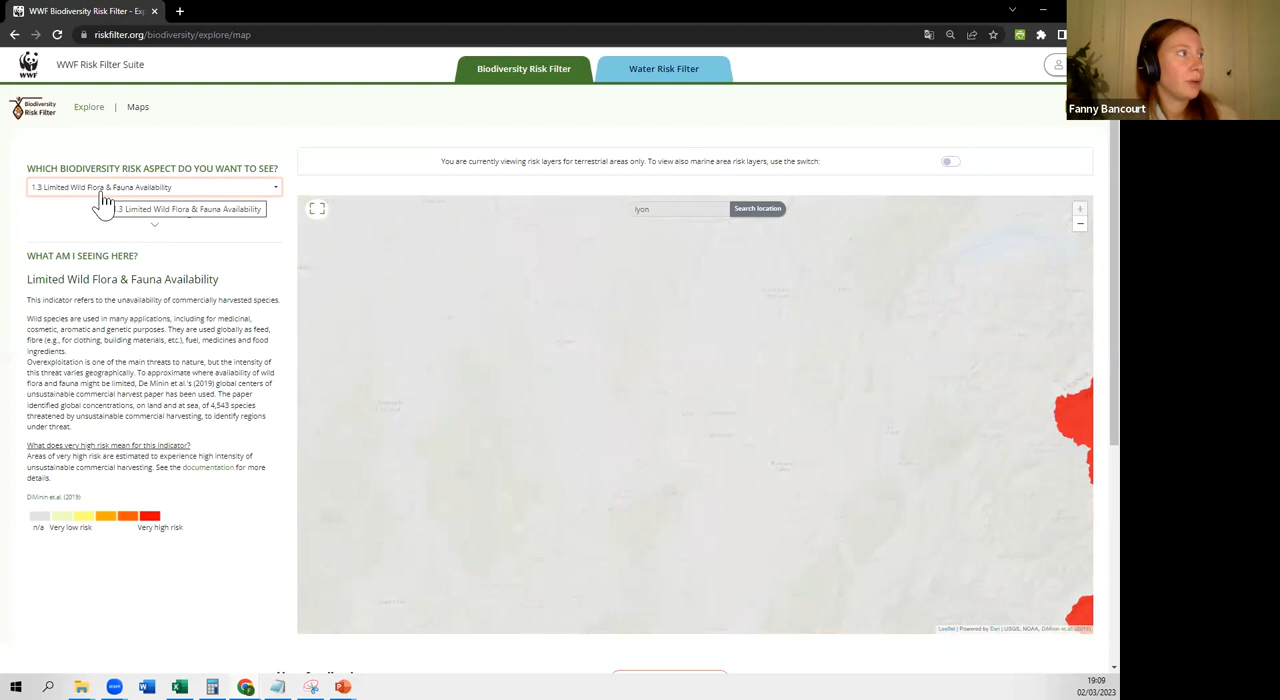 WWF Biodiversity Risk Filter - Exp
riskfilter.org/biodiversity/explore/map
Fanny Bancourt
WWF
WWF Risk Filter Suite
Biodiversity Risk Filter
Water Risk Filter
Biodiversity
Risk Filter
Explore | Maps
WHICH BIODIVERSITY RISK ASPECT DO YOU WANT TO SEE?
1.3 Limited Wild Flora & Fauna Availability
.3 Limited Wild Flora & Fauna Availability
You are currently viewing risk layers for terrestrial areas only. To view also marine area risk layers, use the switch:
lyon
Search location
+
−
WHAT AM I SEEING HERE?
Limited Wild Flora & Fauna Availability
This indicator refers to the unavailability of commercially harvested species.
Wild species are used in many applications, including for medicinal,
cosmetic, aromatic and genetic purposes. They are used globally as feed,
fibre (e.g., for clothing, building materials, etc.), fuel, medicines and food
ingredients.
Overexploitation is one of the main threats to nature, but the intensity of
this threat varies geographically. To approximate where availability of wild
flora and fauna might be limited, De Minin et al.'s (2019) global centers of
unsustainable commercial harvest paper has been used. The paper
identified global concentrations, on land and at sea, of 4,543 species
threatened by unsustainable commercial harvesting, to identify regions
under threat.
What does very high risk mean for this indicator?
Areas of very high risk are estimated to experience high intensity of
unsustainable commercial harvesting. See the documentation for more
details.
DiMinin et.al. (2019)
n/a Very low risk Very high risk
Leaflet | Powered by Esri | USGS, NOAA, DiMinin et.al. (2019)
19:09
02/03/2023